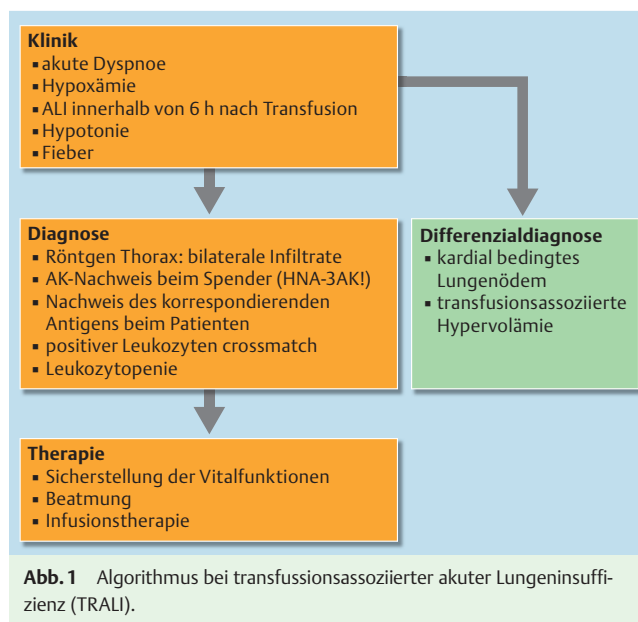 Klinik
▪ akute Dyspnoe
▪ Hypoxämie
▪ ALI innerhalb von 6 h nach Transfusion
▪ Hypotonie
▪ Fieber
Diagnose
▪ Röntgen Thorax: bilaterale Infiltrate
▪ AK-Nachweis beim Spender (HNA-3AK!)
▪ Nachweis des korrespondierenden
Antigens beim Patienten
▪ positiver Leukozyten crossmatch
▪ Leukozytopenie
Differenzialdiagnose
▪ kardial bedingtes
Lungenödem
▪ transfusionsassoziierte
Hypervolämie
Therapie
▪ Sicherstellung der Vitalfunktionen
▪ Beatmung
▪ Infusionstherapie
Abb. 1 Algorithmus bei transfussionsassoziierter akuter Lungeninsuffi-
zienz (TRALI).